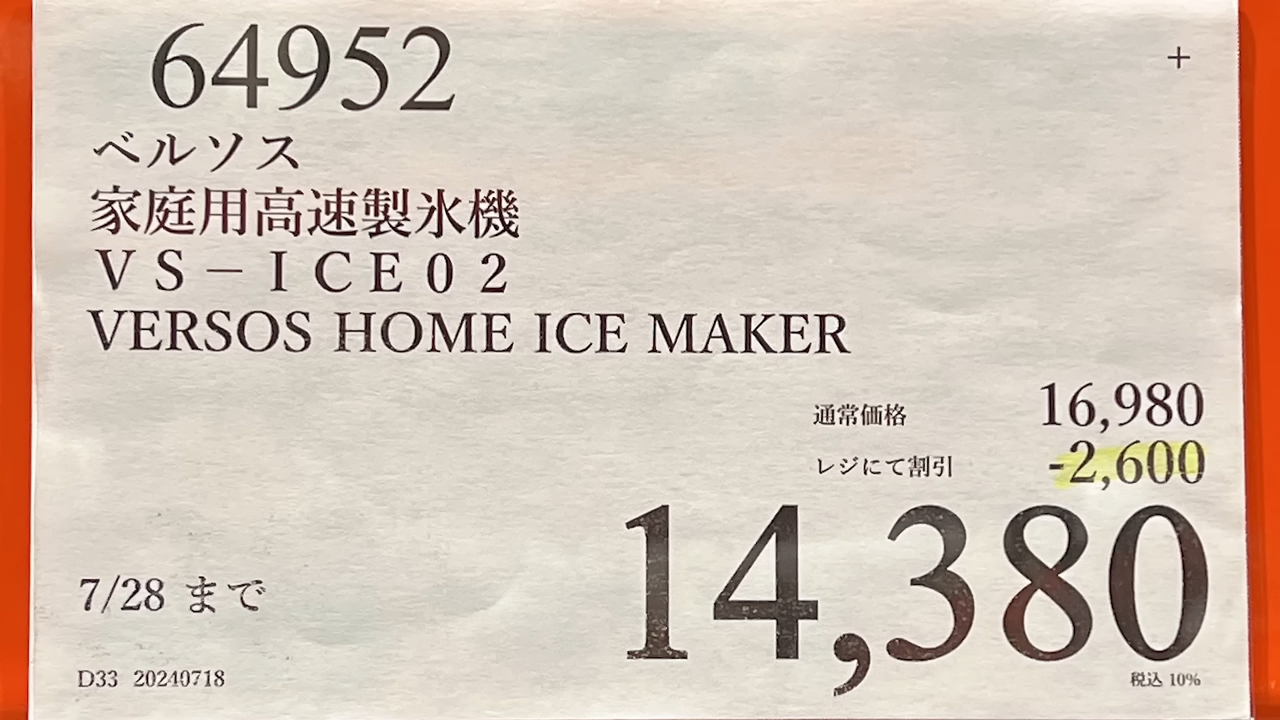 64952
+
ベルソス
家庭用高速製氷機
ＶＳ－ＩＣＥ０２
VERSOS HOME ICE MAKER
通常価格 16,980
レジにて割引 -2,600
14,380
7/28 まで
D33 20240718
税込 10%